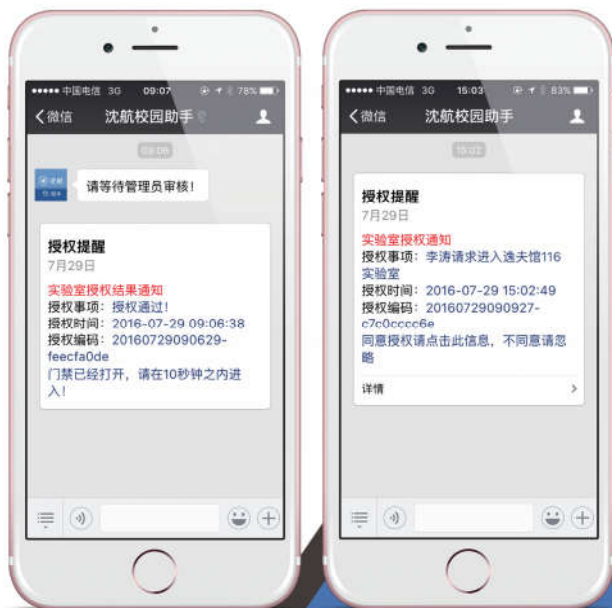 中国电信 3G 09:07 78%
微信 沈航校园助手
09:06
请等待管理员审核!
授权提醒
7月29日
实验室授权结果通知
授权事项:授权通过!
授权时间:2016-07-29 09:06:38
授权编码:20160729090629-
feecfa0de
门禁已经打开,请在10秒钟之内进
入!
中国电信 3G 15:03 83%
微信 沈航校园助手
15:02
授权提醒
7月29日
实验室授权通知
授权事项:李涛请求进入逸夫馆116
实验室
授权时间:2016-07-29 15:02:49
授权编码:20160729090927-
c7c0cccc6e
同意授权请点击此信息,不同意请忽
略
详情